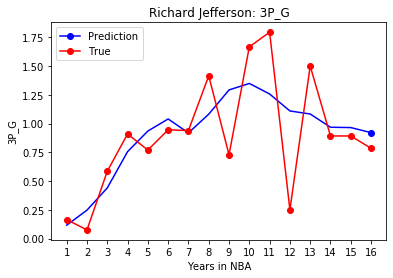 Richard Jefferson: 3P_G
Prediction
True
3P_G
1.75
1.50
1.25
1.00
0.75
0.50
0.25
0.00
1 2 3 4 5 6 7 8 9 10 11 12 13 14 15 16
Years in NBA